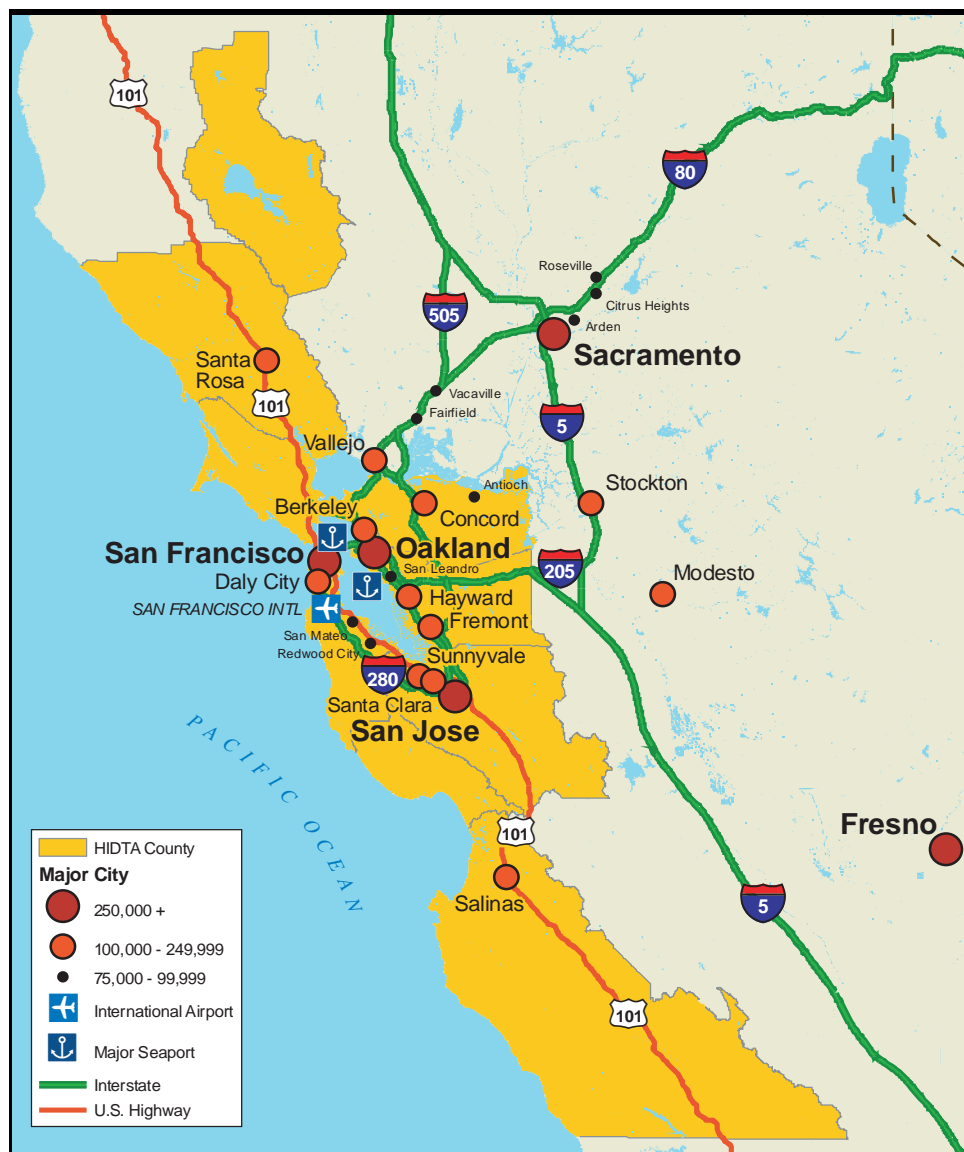 101
80
Roseville
Citrus Heights
505
Arden
Sacramento
Santa
Rosa
Vacaville
101
Fairfield
5
Vallejo
Stockton
Antioch
Berkeley
Concord
San Francisco
Oakland
San Leandro
205
Modesto
Daly City
Hayward
SAN FRANCISCO INTL
Fremont
San Mateo
Redwood City
Sunnyvale
280
Santa Clara
San Jose
PACIFIC OCEAN
101
Fresno
Salinas
5
101
HIDTA County
Major City
250,000 +
100,000 - 249,999
75,000 - 99,999
International Airport
Major Seaport
Interstate
U.S. Highway